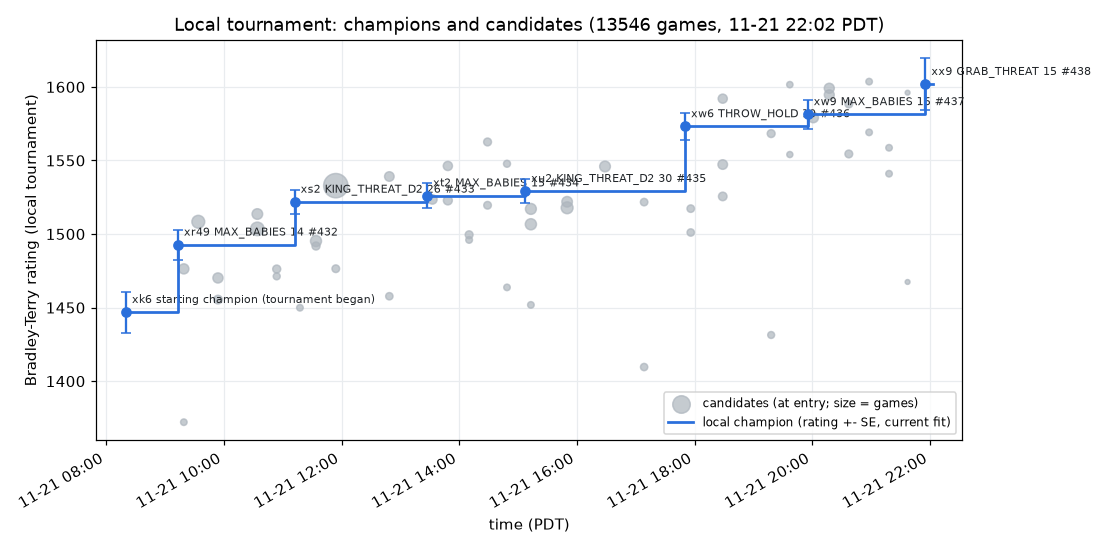 Local tournament: champions and candidates (13546 games, 11-21 22:02 PDT)
Bradley-Terry rating (local tournament)
1600
1550
1500
1450
1400
xx9 GRAB_THREAT 15 #438
xw9 MAX_BABIES 15 #437
xw6 THROW_HOLD #436
xu2 KING_THREAT_D2 30 #435
xt2 MAX_BABIES 15 #434
xs2 KING_THREAT_D2 26 #433
xr49 MAX_BABIES 14 #432
xk6 starting champion (tournament began)
candidates (at entry; size = games)
local champion (rating +- SE, current fit)
11-21 08:00
11-21 10:00
11-21 12:00
11-21 14:00
11-21 16:00
11-21 18:00
11-21 20:00
11-21 22:00
time (PDT)